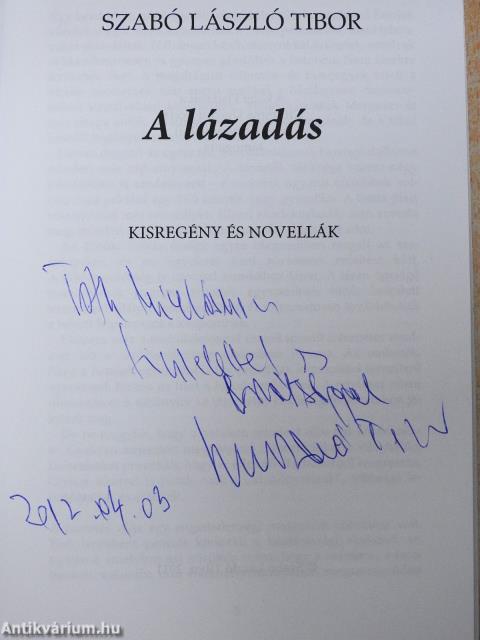 SZABÓ LÁSZLÓ TIBOR
A lázadás
KISREGÉNY ÉS NOVELLÁK
Tóth Miklósnak
tisztelettel és
barátsággal
2012.04.03
Antikvárium.hu